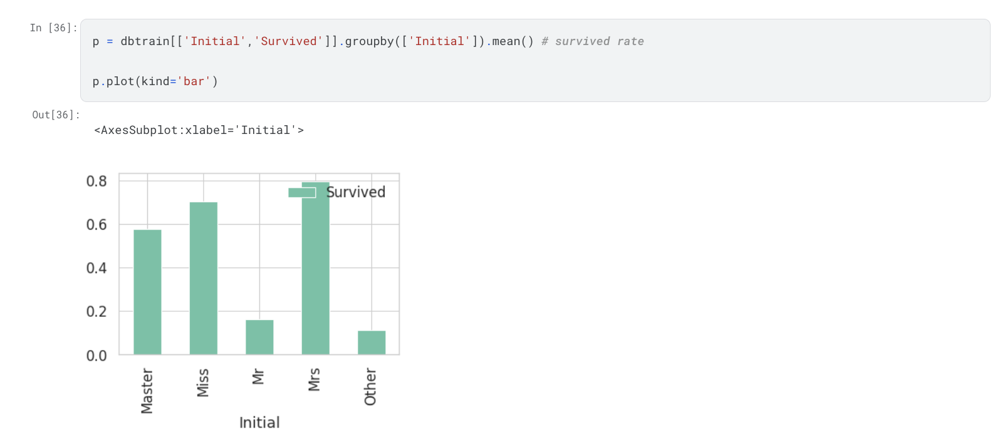 In [36]:
p = dbtrain[['Initial','Survived']].groupby(['Initial']).mean() # survived rate
p.plot(kind='bar')
Out[36]:
<AxesSubplot:xlabel='Initial'>
0.8
0.6
0.4
0.2
0.0
Survived
Master
Miss
Mr
Mrs
Other
Initial